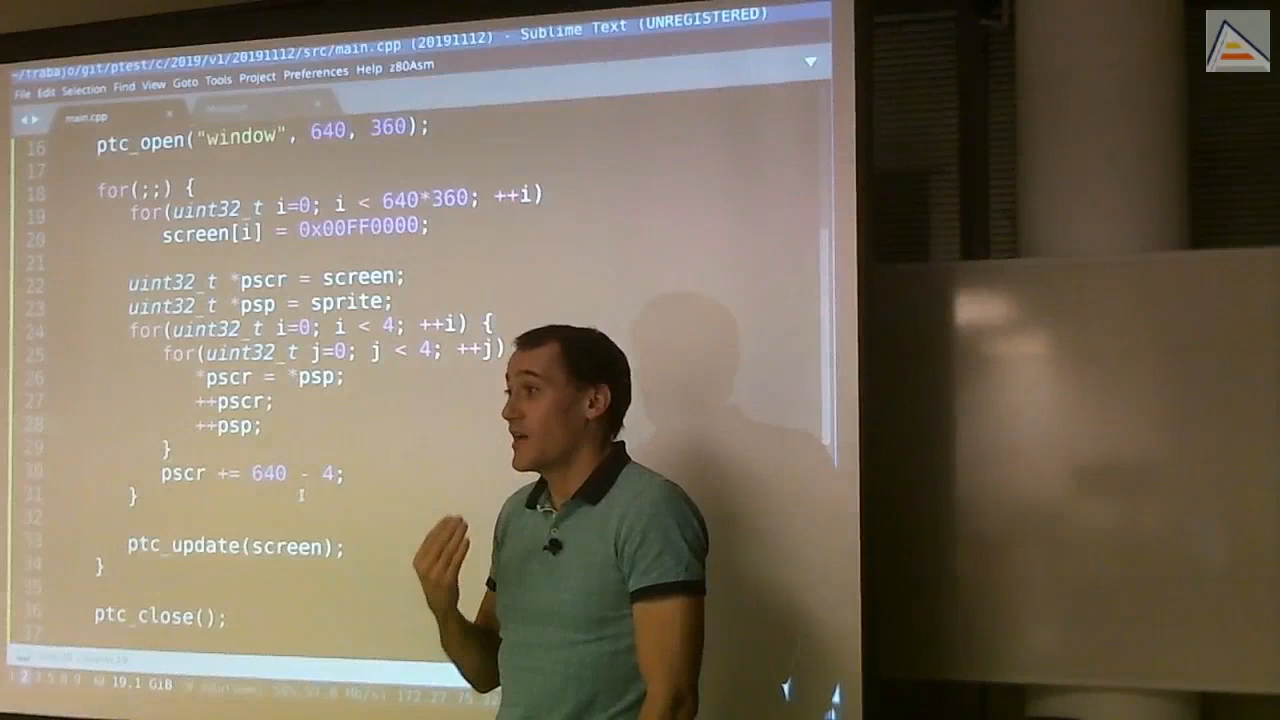 ~/trabajo/git/ptest/c/2019/v1/20191112/src/main.cpp (20191112) - Sublime Text (UNREGISTERED)
File Edit Selection Find View Goto Tools Project Preferences Help z80Asm
main.cpp
16 ptc_open("window", 640, 360);
17
18 for(;;) {
19 for(uint32_t i=0; i < 640*360; ++i)
20 screen[i] = 0x00FF0000;
21
22 uint32_t *pscr = screen;
23 uint32_t *psp = sprite;
24 for(uint32_t i=0; i < 4; ++i) {
25 for(uint32_t j=0; j < 4; ++j)
26 *pscr = *psp;
27 ++pscr;
28 ++psp;
29 }
30 pscr += 640 - 4;
31 }
32
33 ptc_update(screen);
34 }
35
36 ptc_close();
37
19.1 GiB